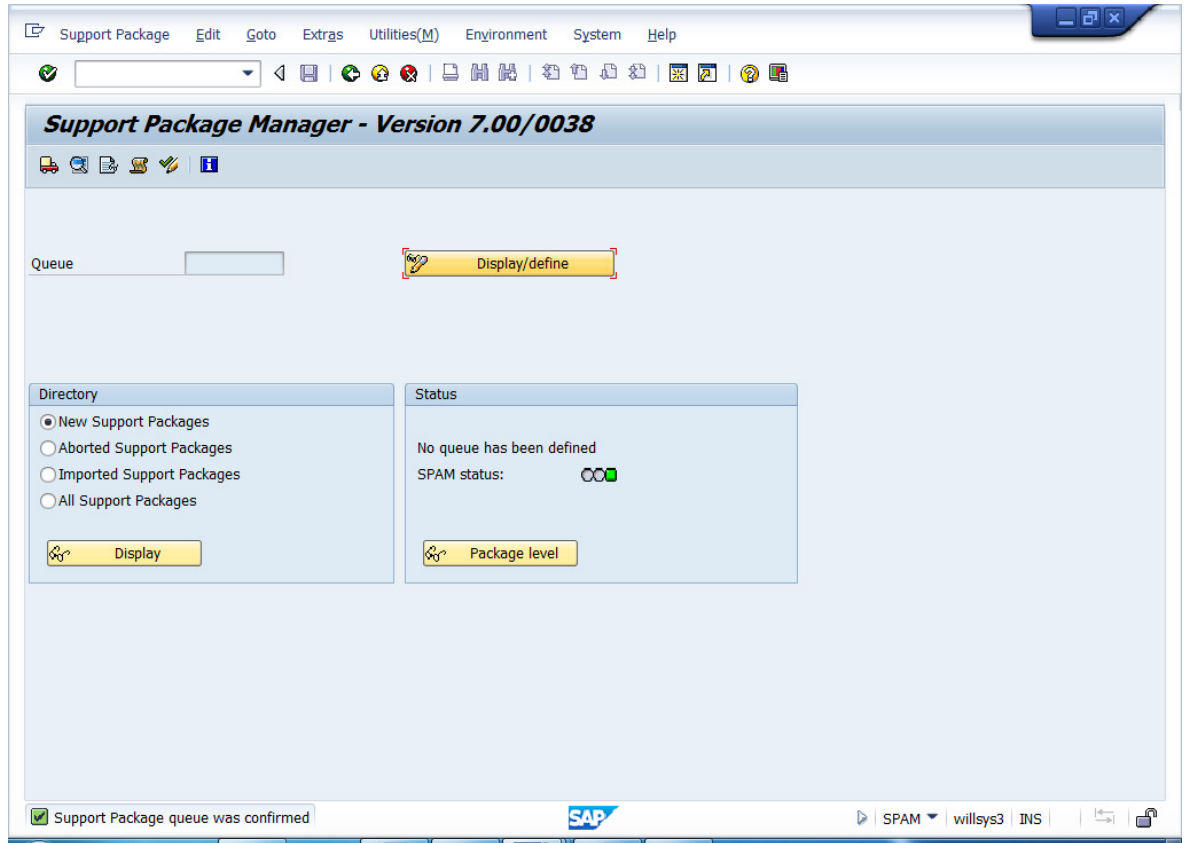 Support Package Edit Goto Extras Utilities(M) Environment System Help
Support Package Manager - Version 7.00/0038
Queue Display/define
Directory Status
New Support Packages
Aborted Support Packages No queue has been defined
Imported Support Packages SPAM status:
All Support Packages
Display Package level
Support Package queue was confirmed SAP SPAM willsys3 INS